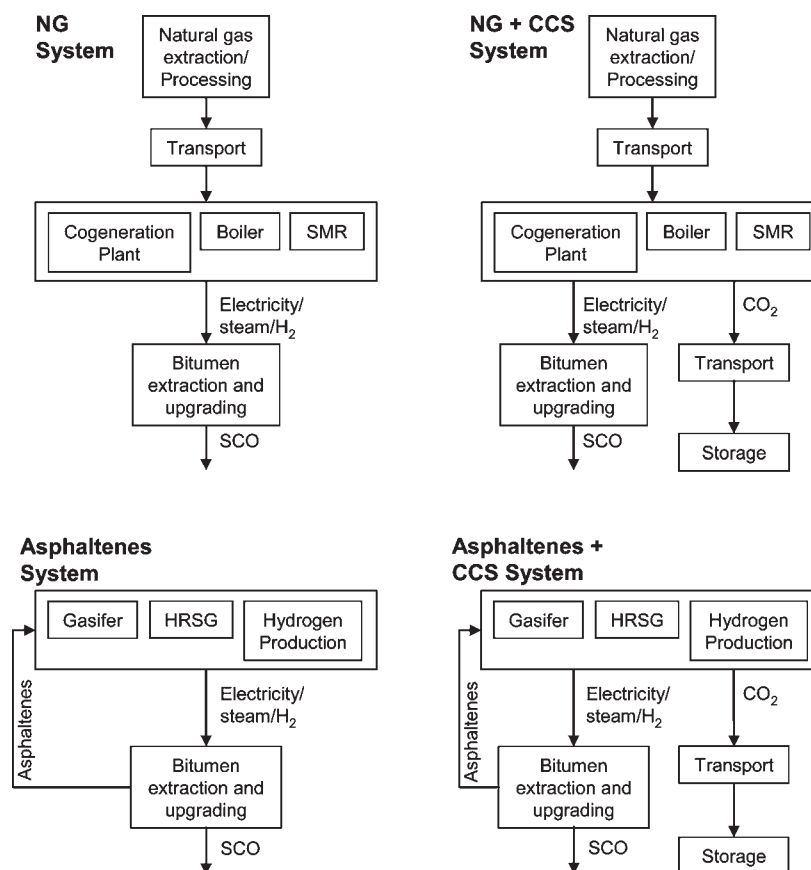 NG
System
Natural gas
extraction/
Processing
Transport
Cogeneration
Plant
Boiler
SMR
Electricity/
steam/H₂
Bitumen
extraction and
upgrading
SCO
NG + CCS
System
Natural gas
extraction/
Processing
Transport
Cogeneration
Plant
Boiler
SMR
Electricity/
steam/H₂
CO₂
Bitumen
extraction and
upgrading
Transport
SCO
Storage
Asphaltenes
System
Gasifer
HRSG
Hydrogen
Production
Asphaltenes
Electricity/
steam/H₂
Bitumen
extraction and
upgrading
SCO
Asphaltenes +
CCS System
Gasifer
HRSG
Hydrogen
Production
Asphaltenes
Electricity/
steam/H₂
CO₂
Bitumen
extraction and
upgrading
Transport
SCO
Storage